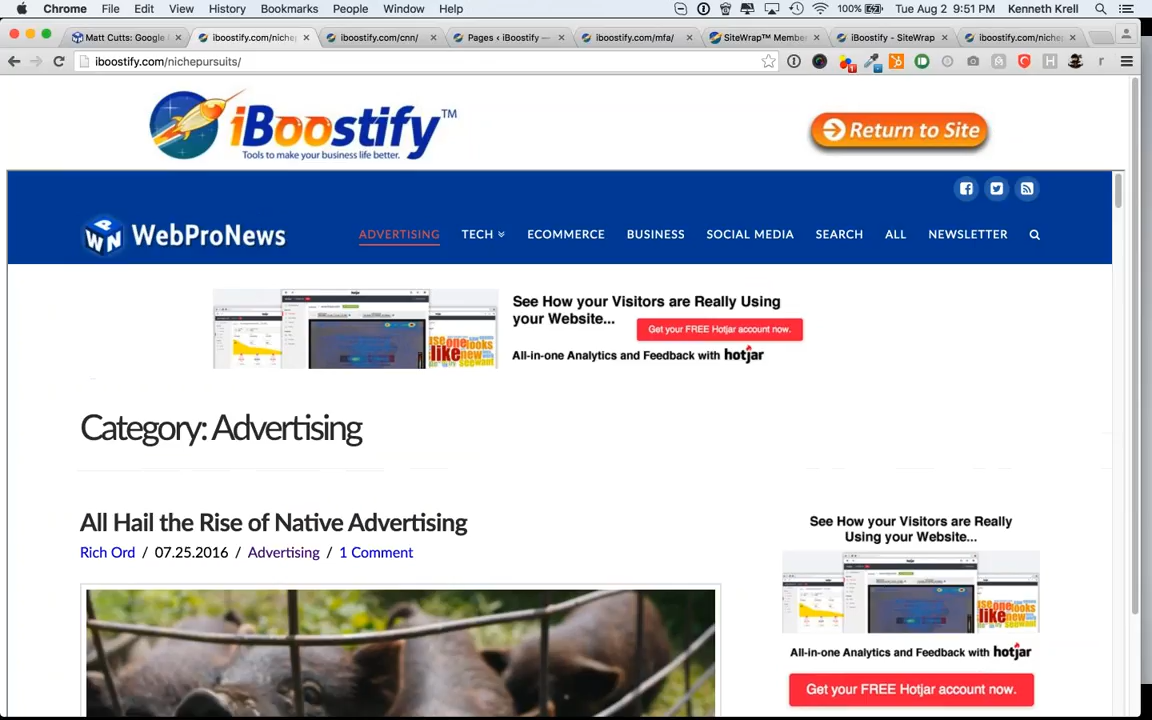 Chrome File Edit View History Bookmarks People Window Help 100% Tue Aug 2 9:51 PM Kenneth Krell
Matt Cutts: Google iboostify.com/niche iboostify.com/cnn/ Pages ‹ iBoostify — iboostify.com/mfa/ SiteWrap™ Member iBoostify - SiteWrap iboostify.com/niche
iboostify.com/nichepursuits/
iBoostify™
Tools to make your business life better.
Return to Site
WebProNews ADVERTISING TECH ECOMMERCE BUSINESS SOCIAL MEDIA SEARCH ALL NEWSLETTER
See How your Visitors are Really Using
your Website...
Get your FREE Hotjar account now.
All-in-one Analytics and Feedback with hotjar
Category: Advertising
All Hail the Rise of Native Advertising
Rich Ord / 07.25.2016 / Advertising / 1 Comment
See How your Visitors are Really
Using your Website...
All-in-one Analytics and Feedback with hotjar
Get your FREE Hotjar account now.